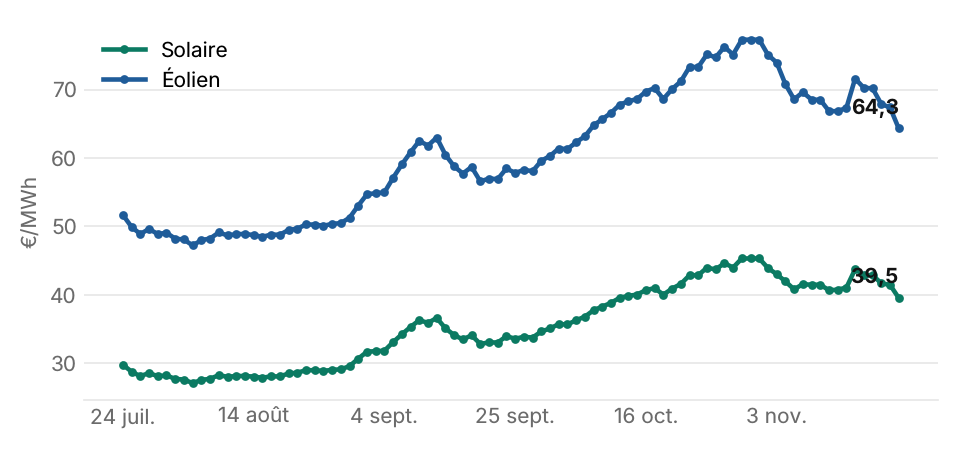 Solaire
Éolien
€/MWh
70
60
50
40
30
64,3
39,5
24 juil.
14 août
4 sept.
25 sept.
16 oct.
3 nov.